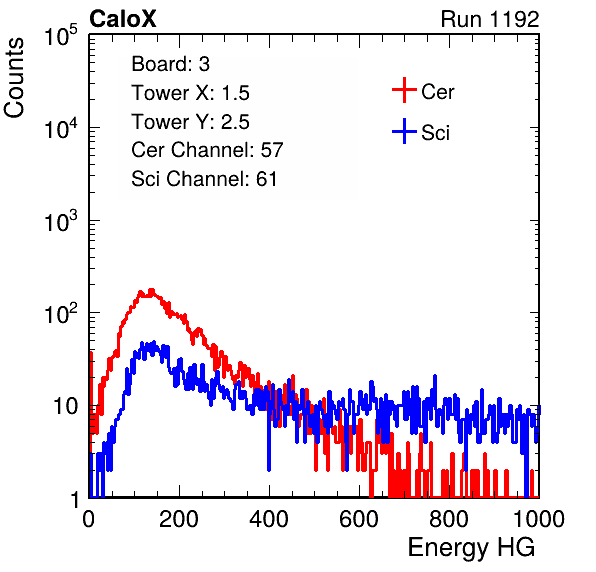 CaloX Run 1192
Counts
10^5
10^4
10^3
10^2
10
1
Board: 3
Tower X: 1.5
Tower Y: 2.5
Cer Channel: 57
Sci Channel: 61
Cer
Sci
0 200 400 600 800 1000
Energy HG